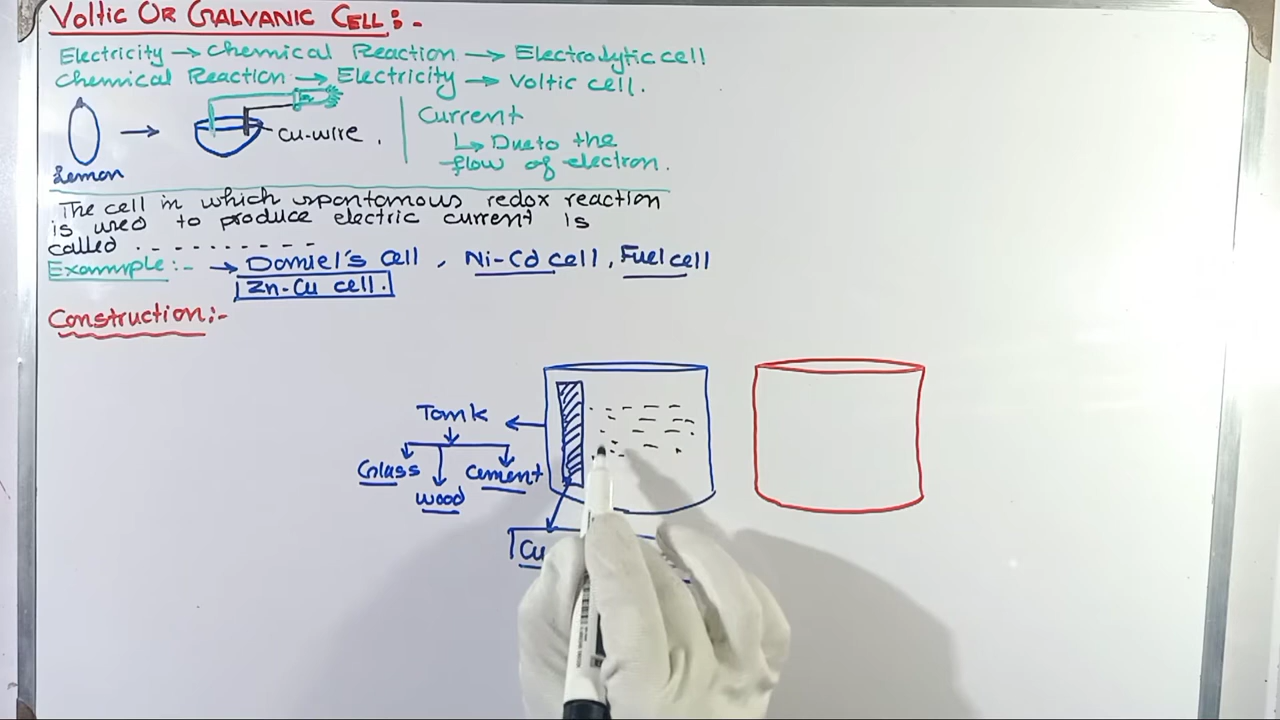 Voltic OR GALVANIC CELL:-
Electricity → Chemical Reaction → Electrolytic cell
Chemical Reaction → Electricity → Voltic cell.
Lemon
→
Cu-wire.
Current
↳ Due to the
flow of electron.
The cell in which spontomous redox reaction
is used to produce electric current is
called ----------
Example:- → Daniel's cell, Ni-Cd cell, Fuel cell
Zn-Cu cell.
Construction:-
Tank
Glass
wood
Cement
Cu